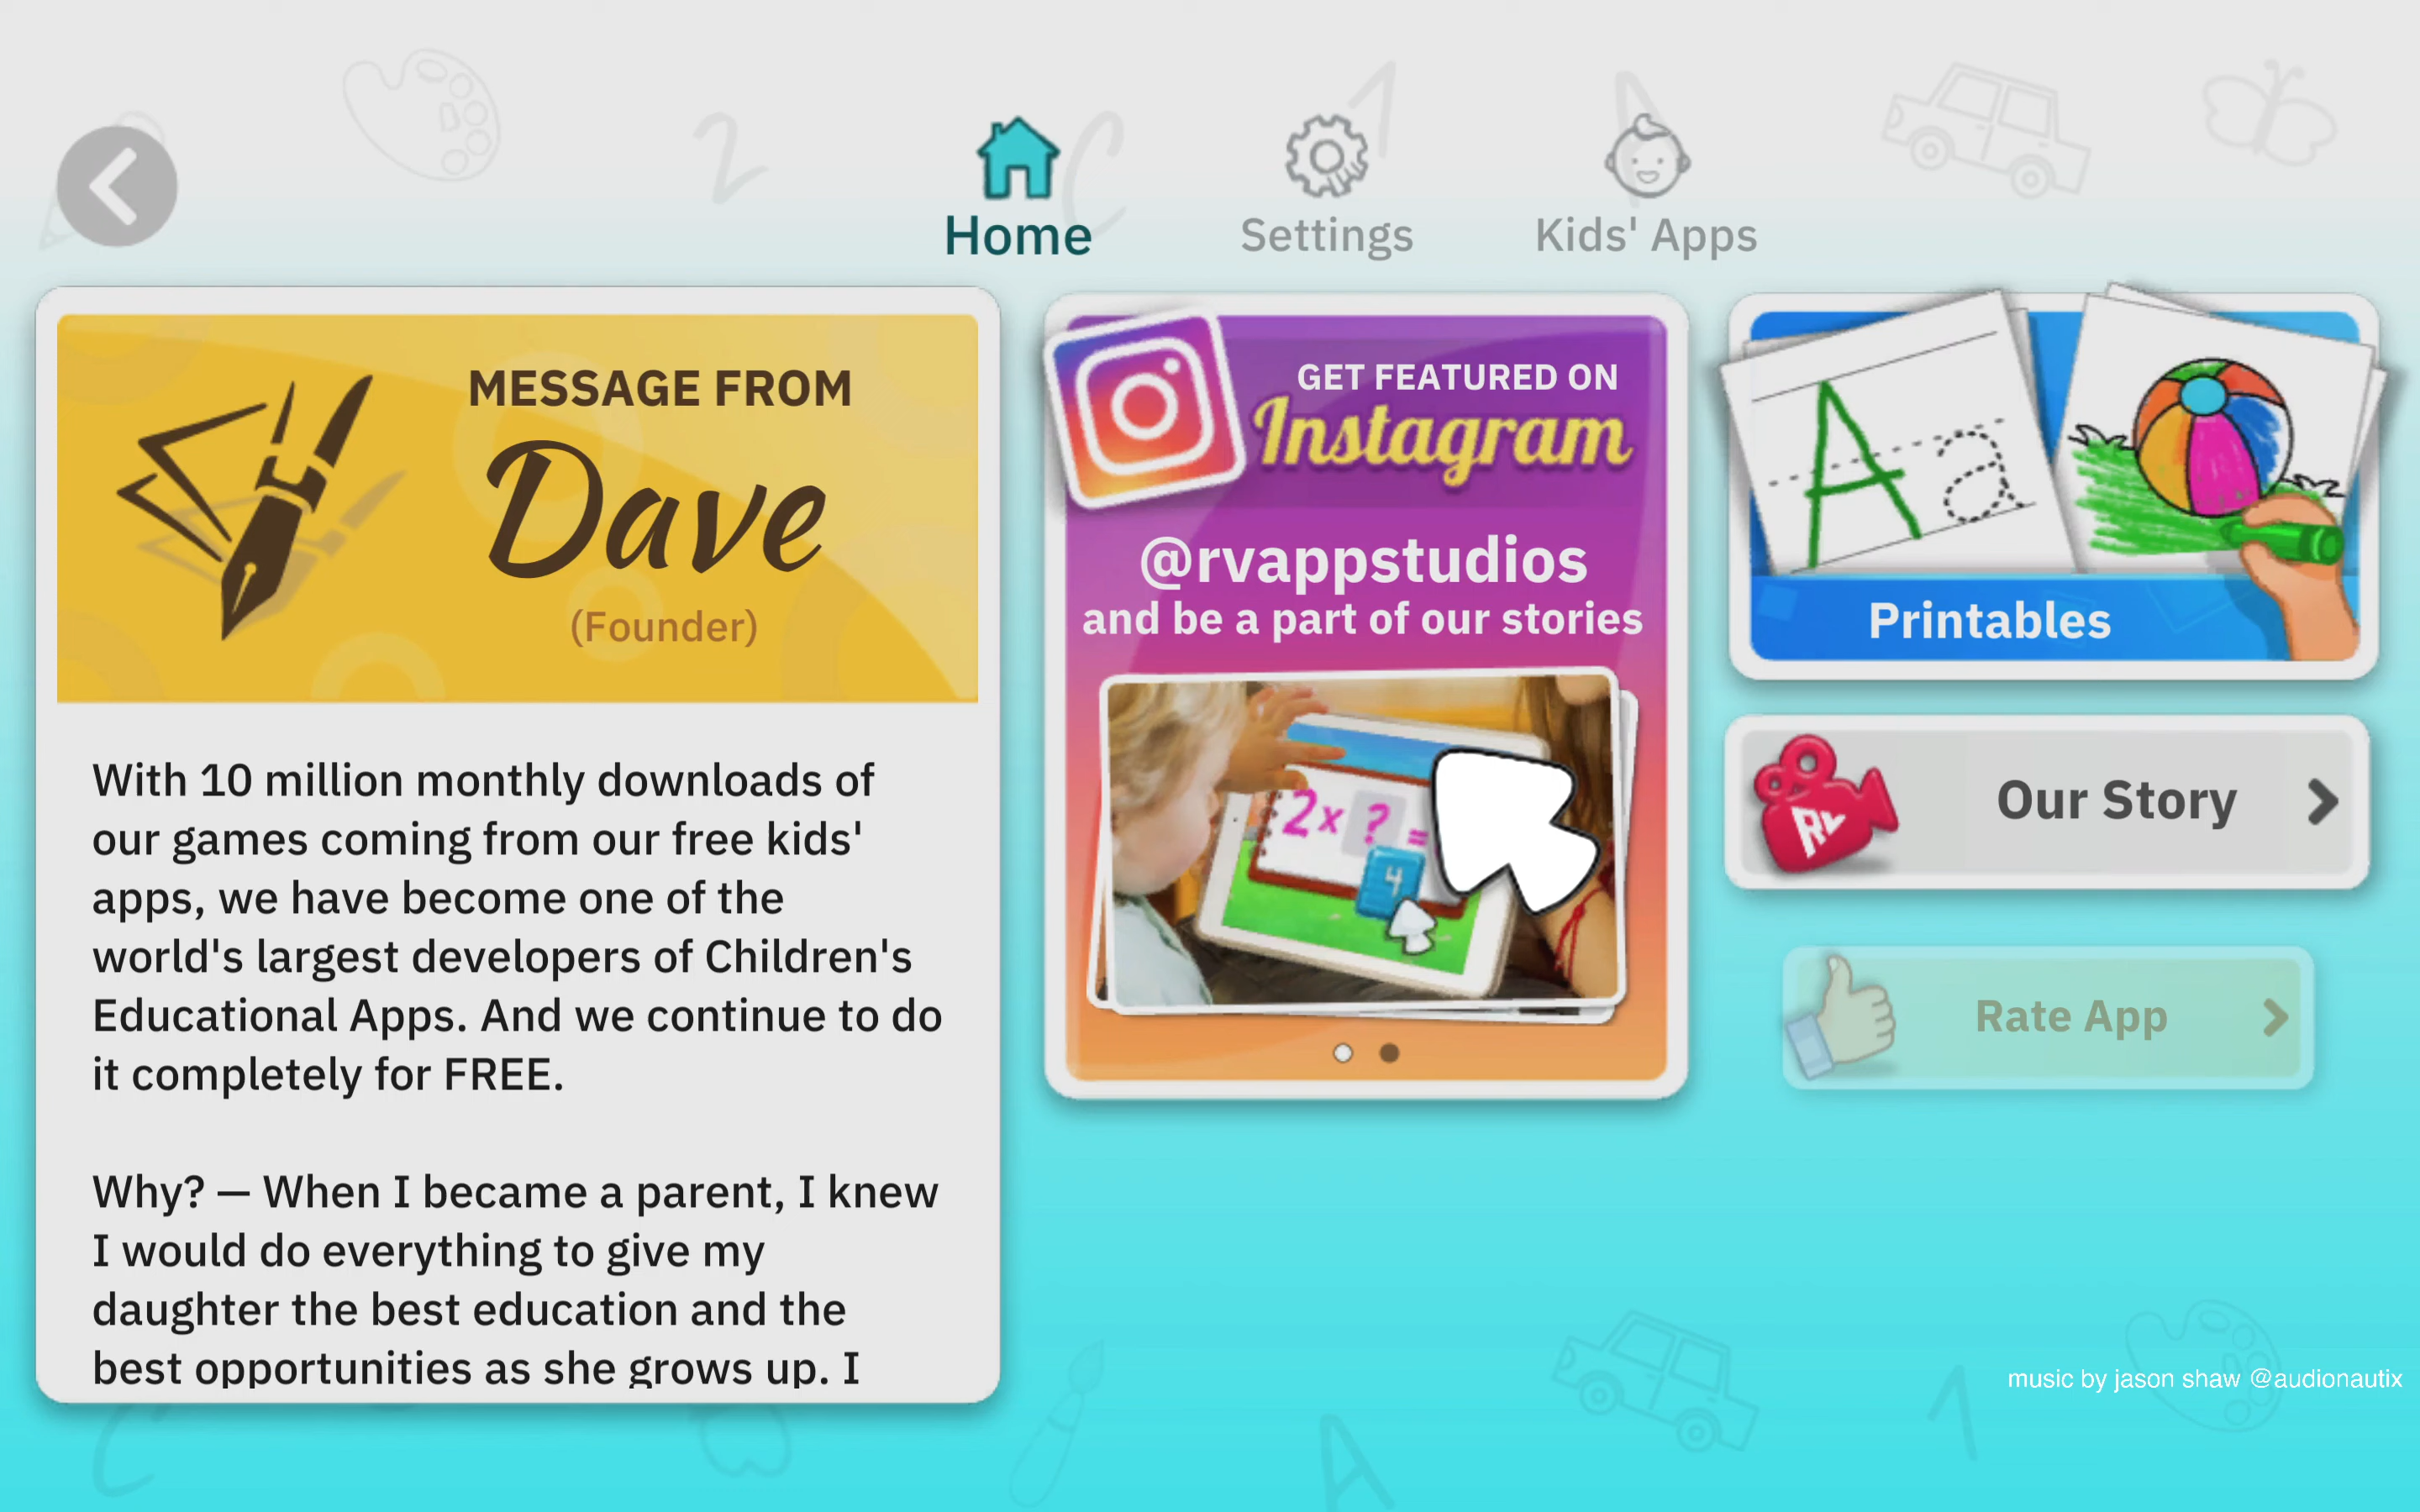 Home
Settings
Kids' Apps
MESSAGE FROM
Dave
(Founder)
With 10 million monthly downloads of
our games coming from our free kids'
apps, we have become one of the
world's largest developers of Children's
Educational Apps. And we continue to do
it completely for FREE.
Why? — When I became a parent, I knew
I would do everything to give my
daughter the best education and the
best opportunities as she grows up. I
GET FEATURED ON
Instagram
@rvappstudios
and be a part of our stories
2x ? =
4
A a
Printables
RV
Our Story
Rate App
music by jason shaw @audionautix
2
C
1
A
C
A
1